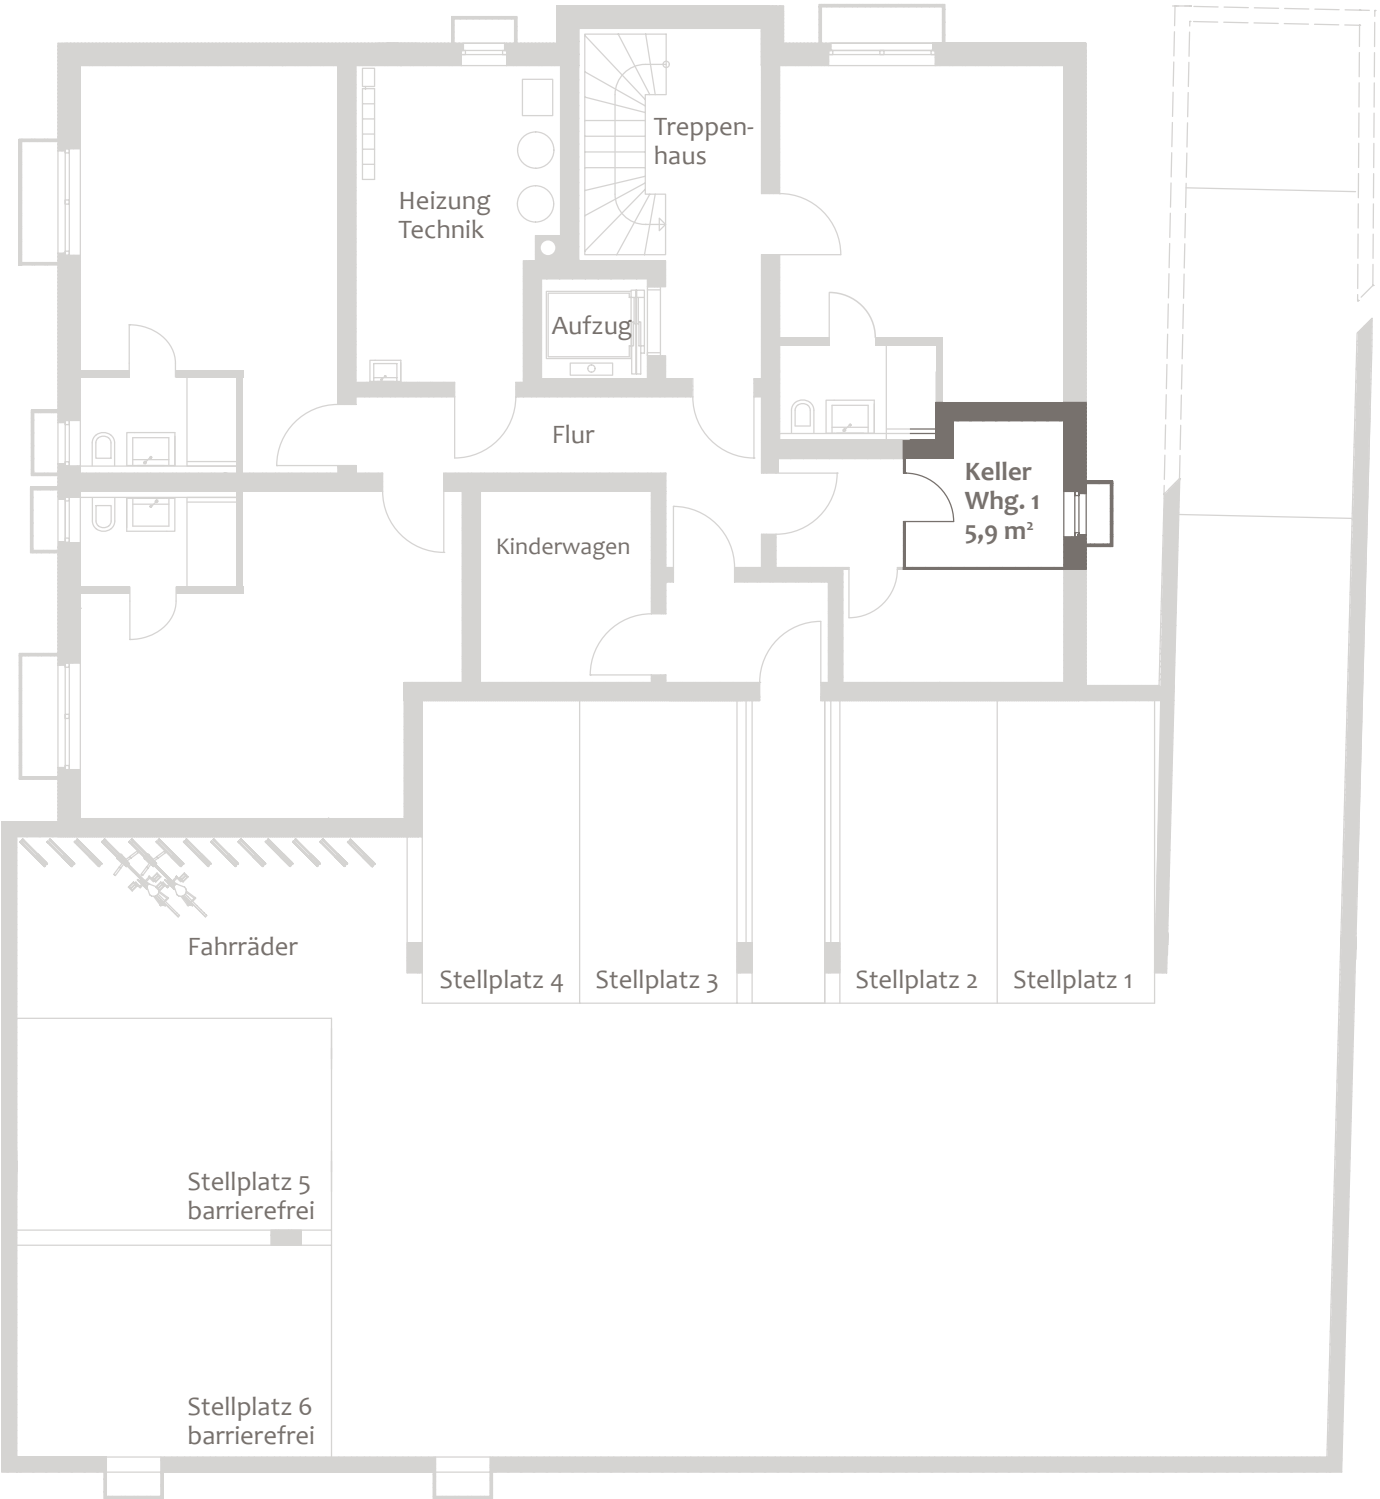 Treppen-
haus
Heizung
Technik
Aufzug
Flur
Keller
Whg. 1
5,9 m²
Kinderwagen
Fahrräder
Stellplatz 4
Stellplatz 3
Stellplatz 2
Stellplatz 1
Stellplatz 5
barrierefrei
Stellplatz 6
barrierefrei